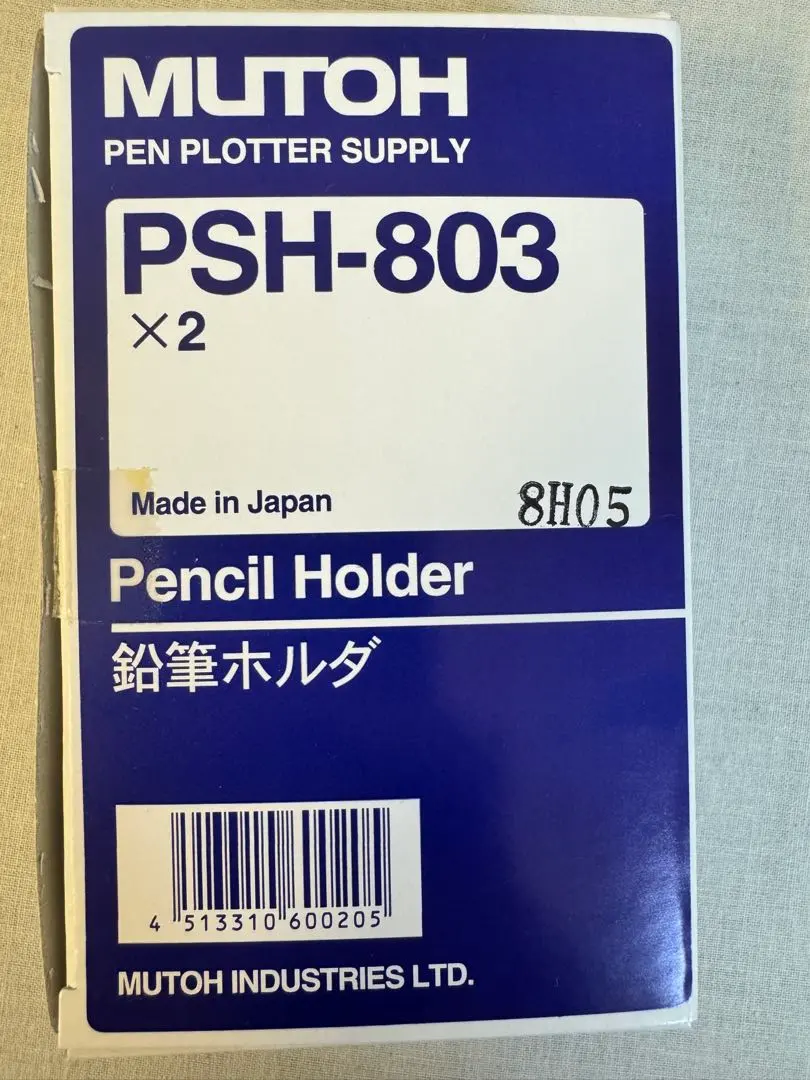 MUTOH
PEN PLOTTER SUPPLY
PSH-803
×2
Made in Japan
8H05
Pencil Holder
鉛筆ホルダ
4 513310 600205
MUTOH INDUSTRIES LTD.